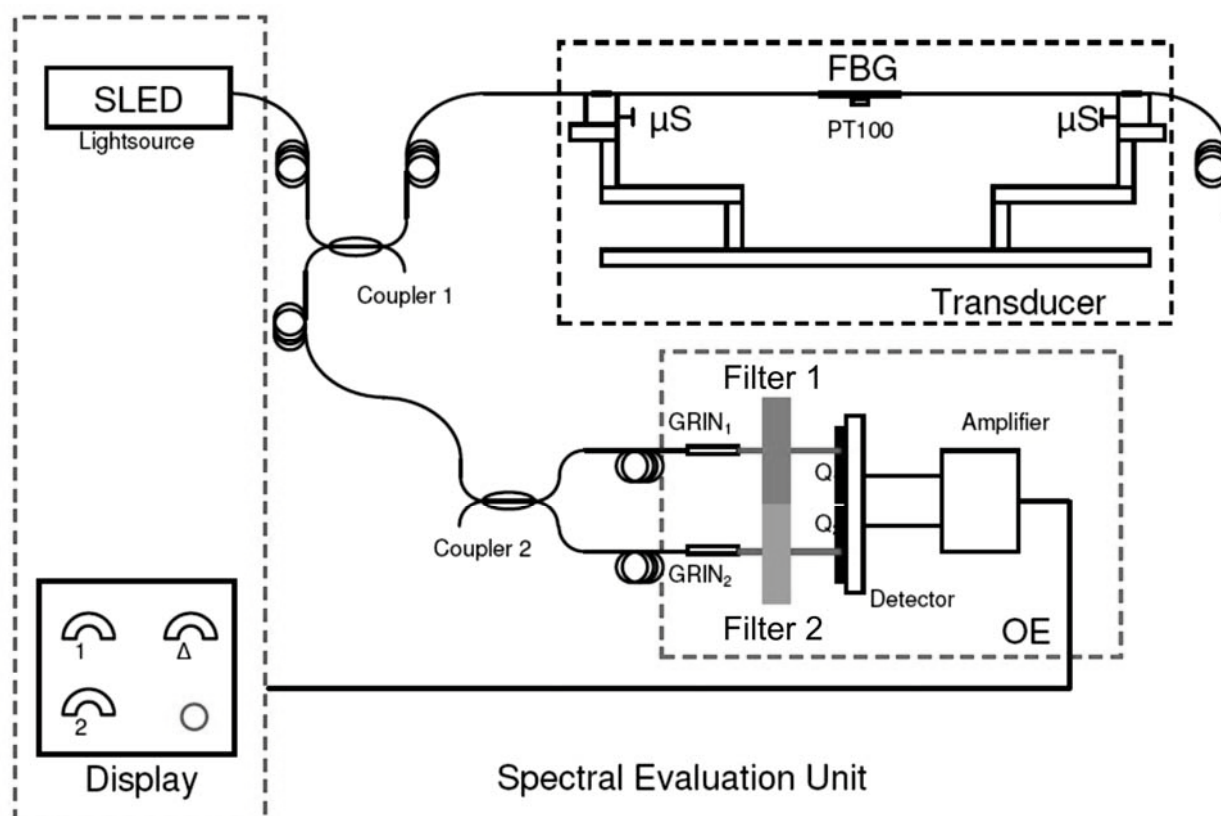 SLED
Lightsource
FBG
PT100
µS
µS
Coupler 1
Transducer
Filter 1
GRIN₁
Amplifier
Q
Q
Coupler 2
GRIN₂
Detector
Filter 2
OE
1
Δ
2
Display
Spectral Evaluation Unit